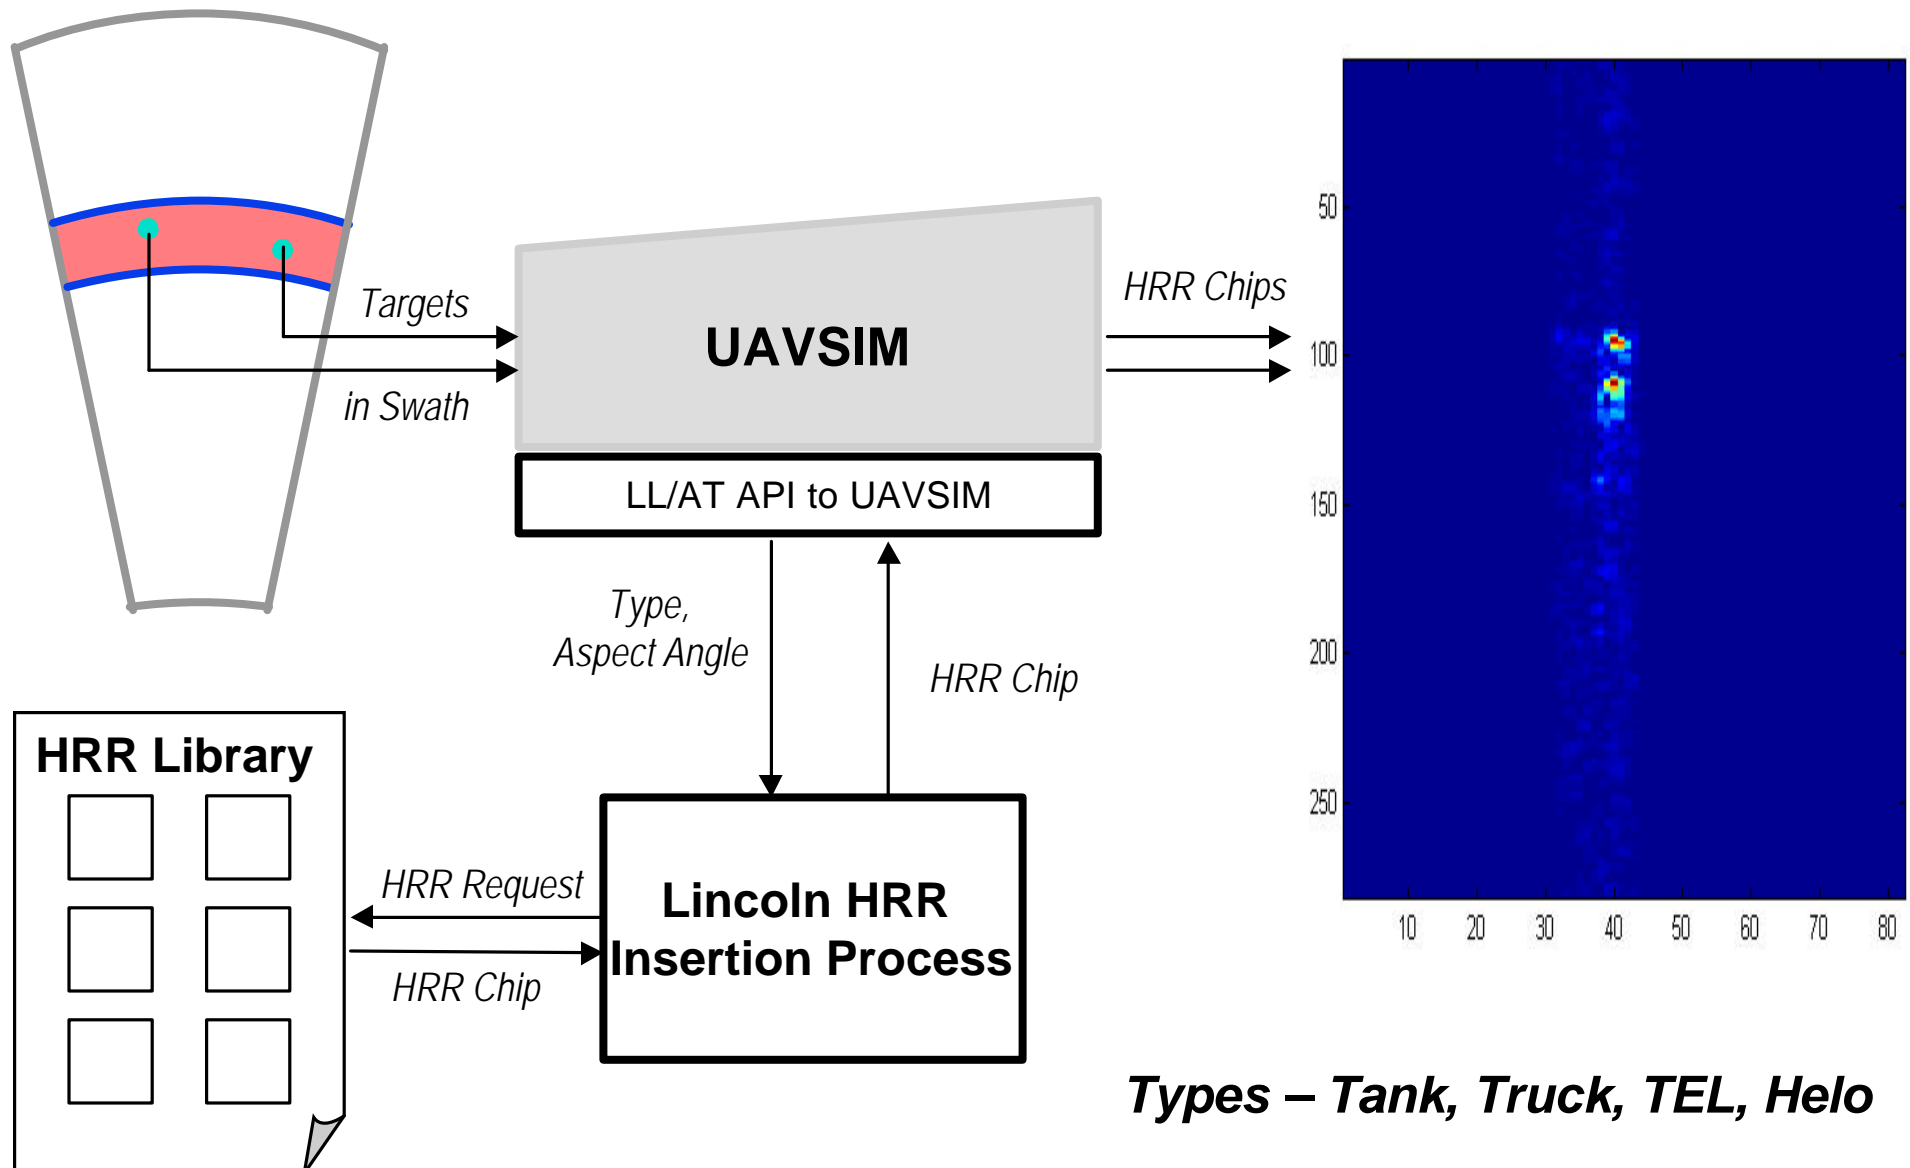 Targets
in Swath
UAVSIM
HRR Chips
LL/AT API to UAVSIM
Type,
Aspect Angle
HRR Chip
HRR Library
HRR Request
HRR Chip
Lincoln HRR
Insertion Process
50
100
150
200
250
10 20 30 40 50 60 70 80
Types – Tank, Truck, TEL, Helo